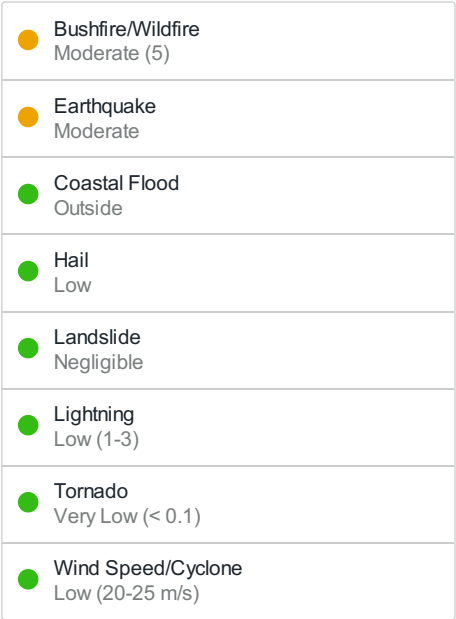 Bushfire/Wildfire
Moderate (5)
Earthquake
Moderate
Coastal Flood
Outside
Hail
Low
Landslide
Negligible
Lightning
Low (1-3)
Tornado
Very Low (< 0.1)
Wind Speed/Cyclone
Low (20-25 m/s)